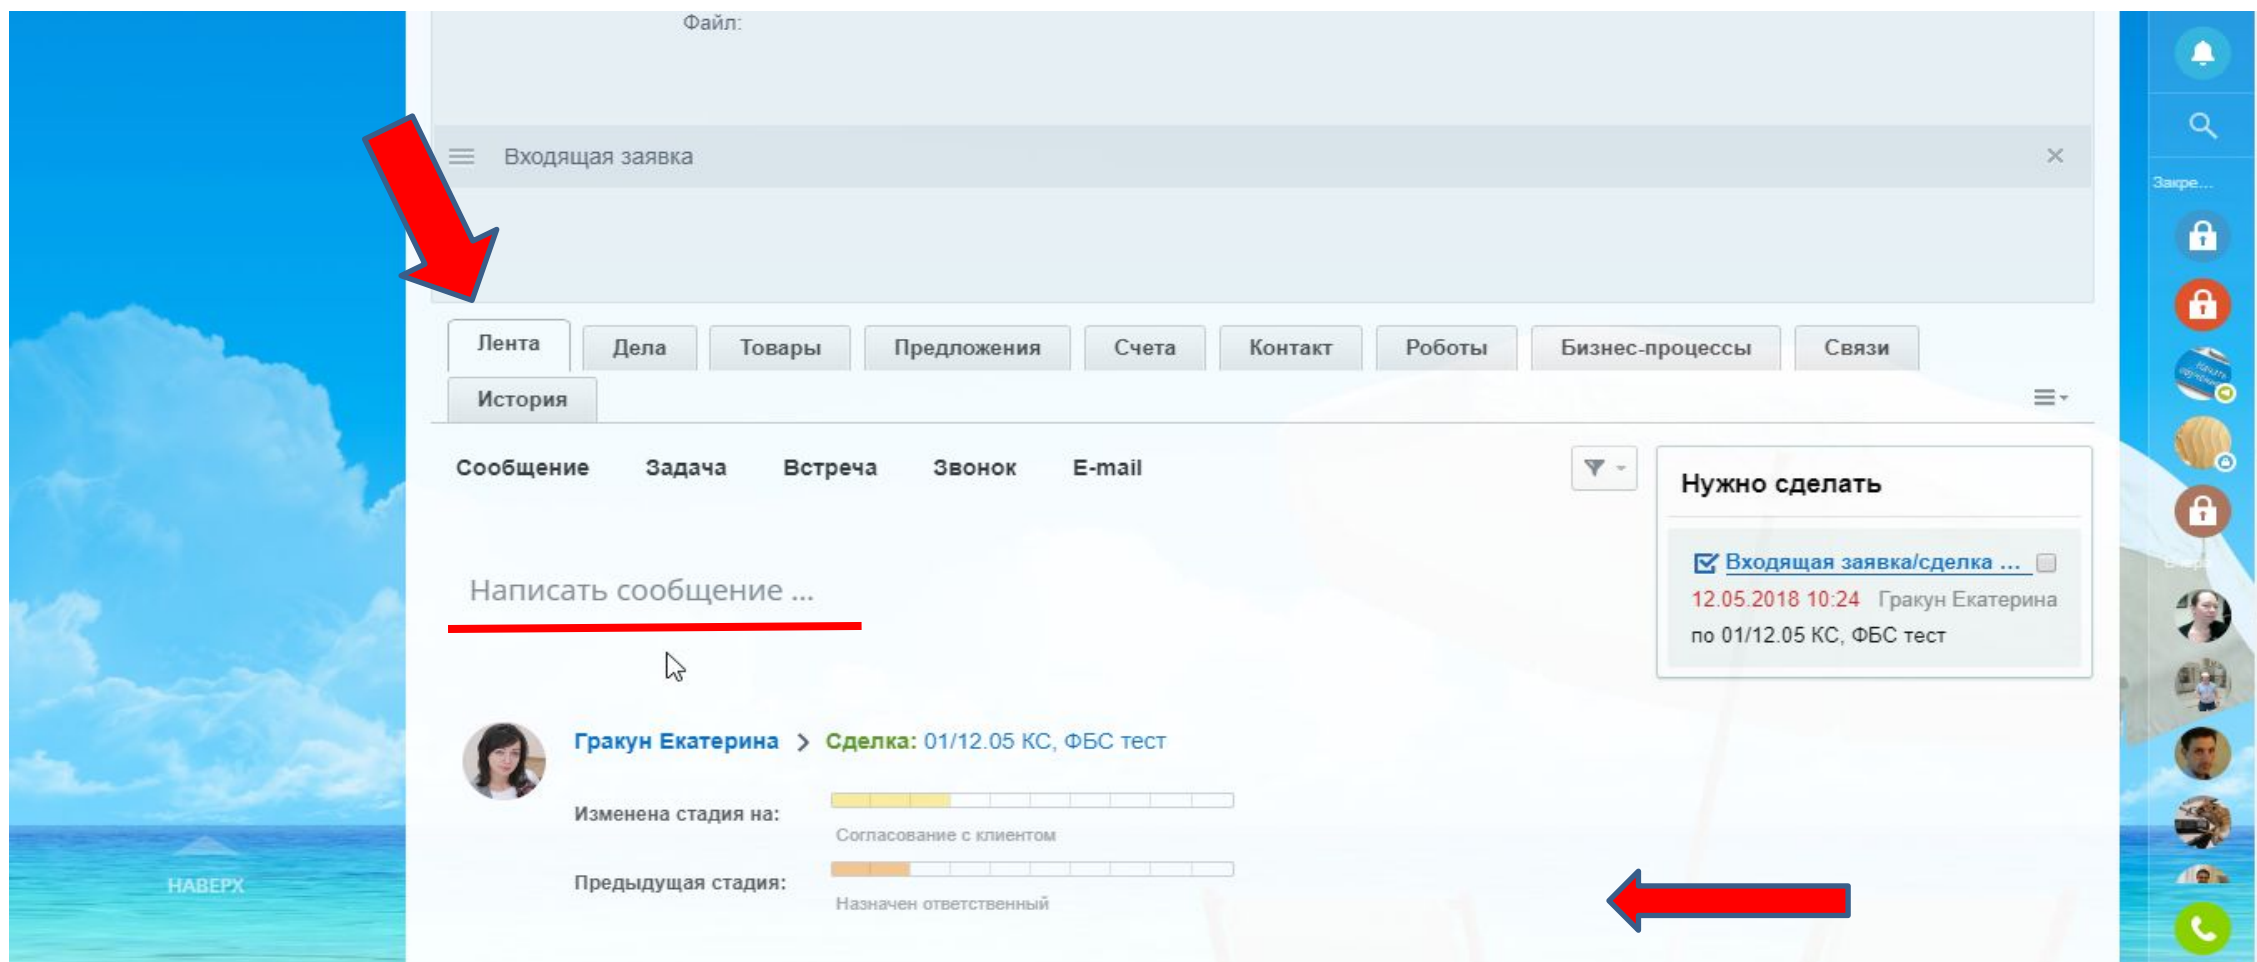 Файл:
Входящая заявка
Закре...
Лента
Дела
Товары
Предложения
Счета
Контакт
Роботы
Бизнес-процессы
Связи
История
Сообщение
Задача
Встреча
Звонок
E-mail
Нужно сделать
Входящая заявка/сделка ...
12.05.2018 10:24 Гракун Екатерина
по 01/12.05 КС, ФБС тест
Написать сообщение ...
Гракун Екатерина > Сделка: 01/12.05 КС, ФБС тест
Изменена стадия на:
Согласование с клиентом
Предыдущая стадия:
Назначен ответственный
НАВЕРХ